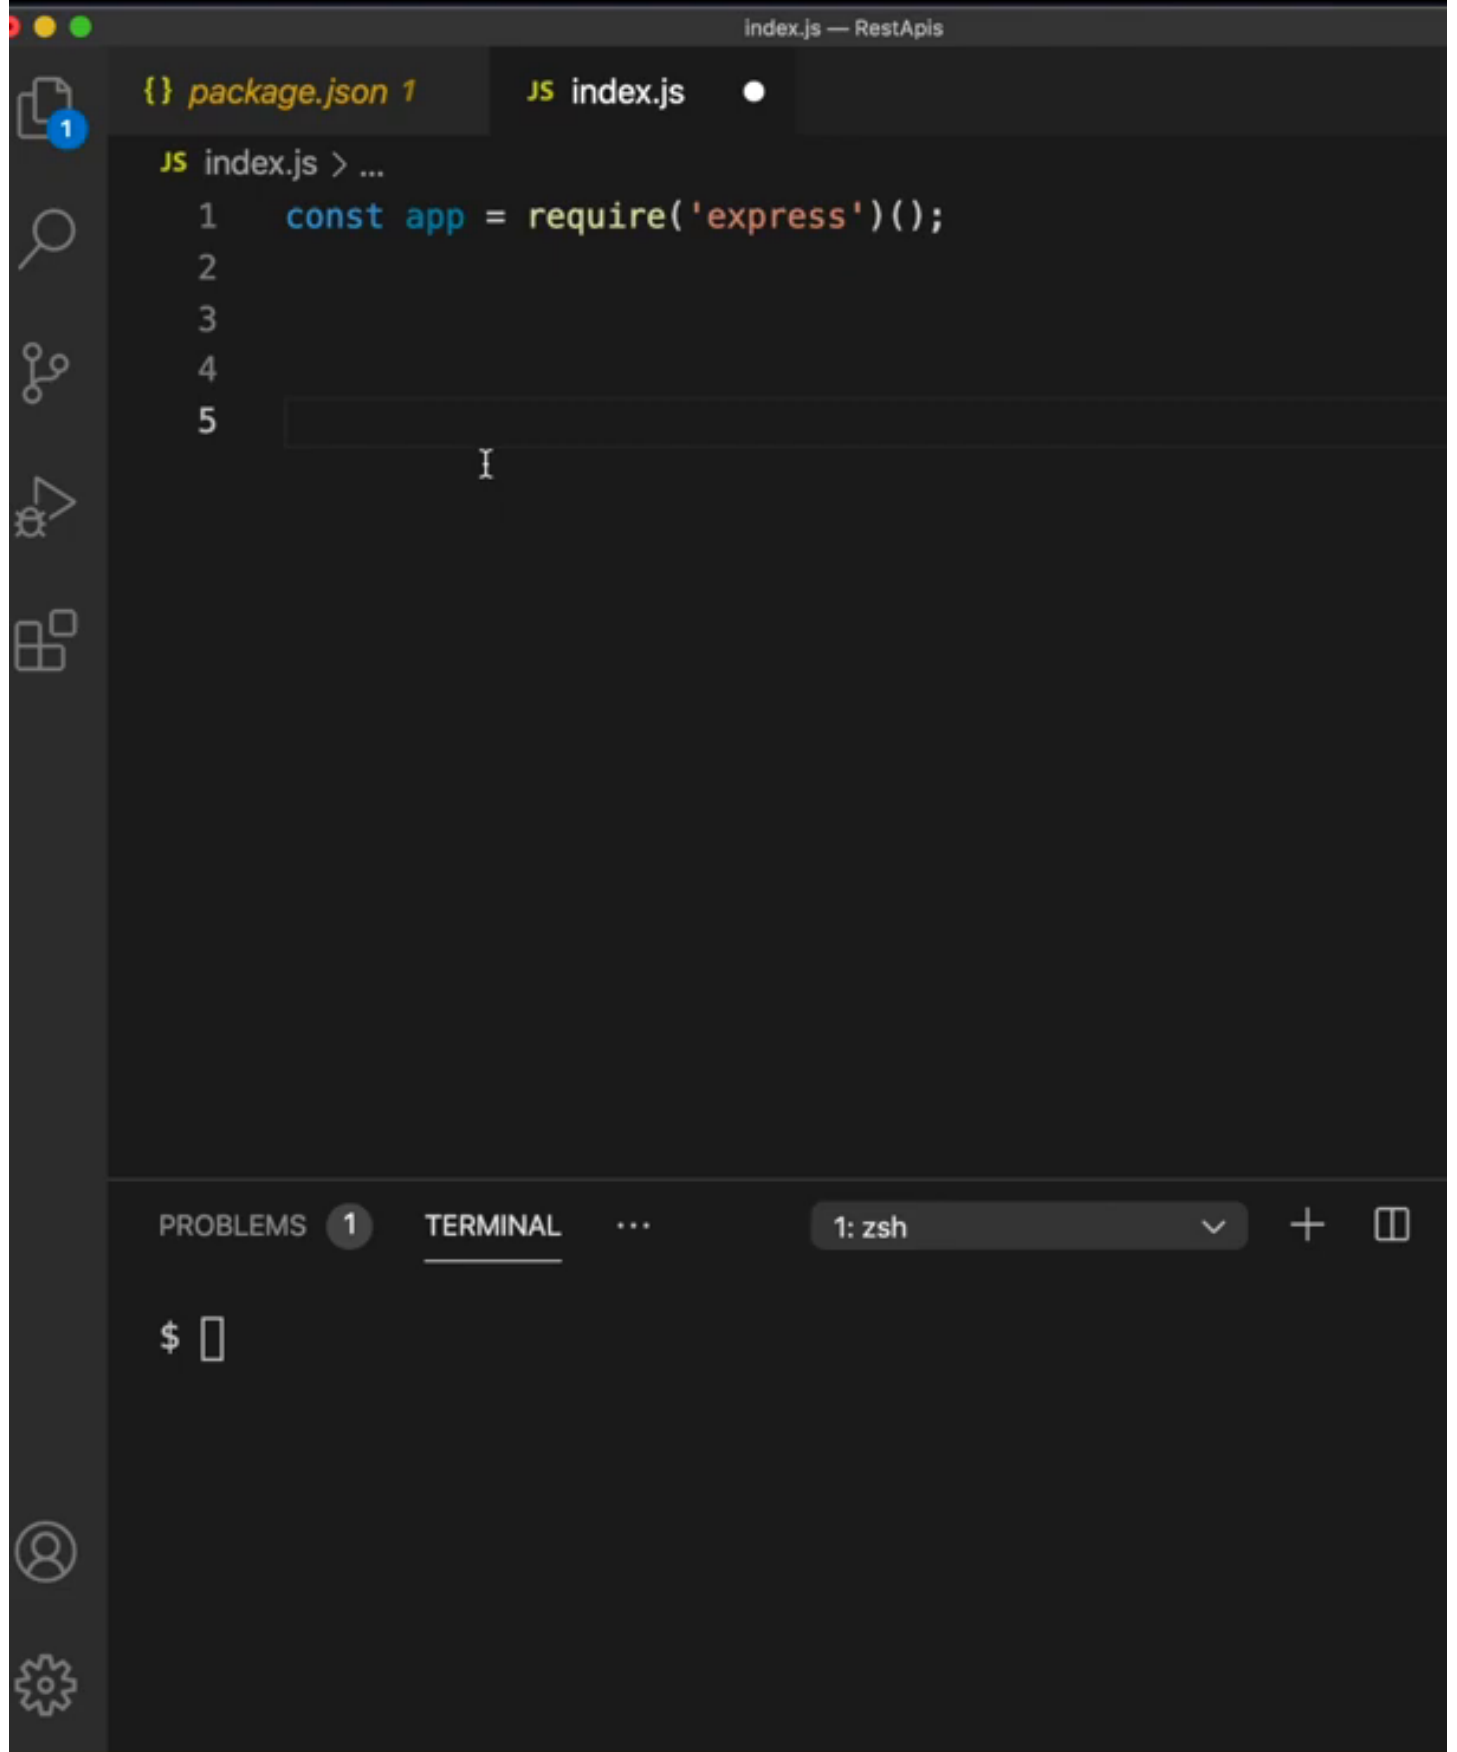 index.js — RestApis
{} package.json 1
JS index.js
1
JS index.js > ...
1 const app = require('express')();
2
3
4
5
PROBLEMS 1 TERMINAL ... 1: zsh
$